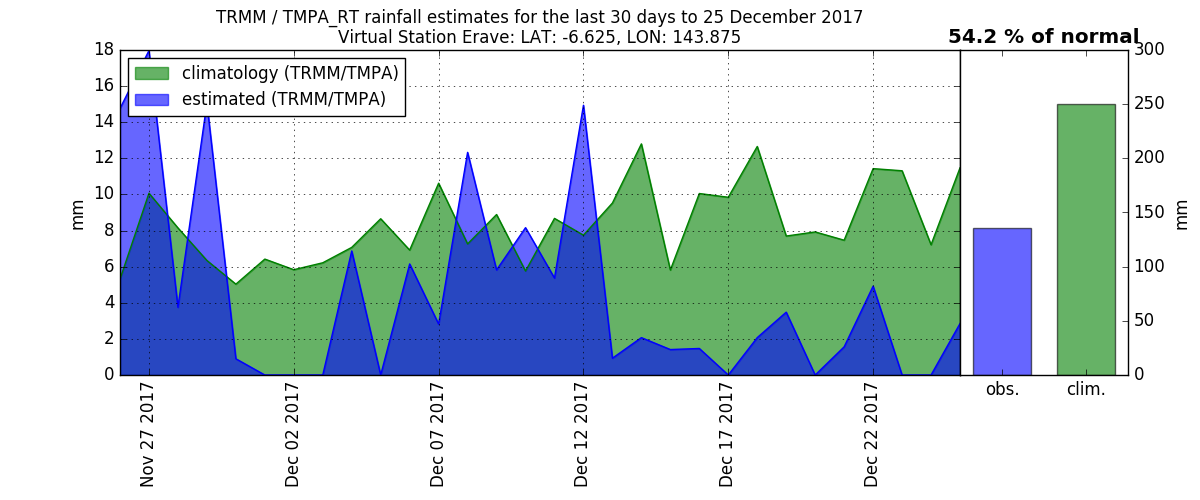 TRMM / TMPA_RT rainfall estimates for the last 30 days to 25 December 2017
Virtual Station Erave: LAT: -6.625, LON: 143.875
54.2 % of normal
climatology (TRMM/TMPA)
estimated (TRMM/TMPA)
18
16
14
12
10
8
6
4
2
0
mm
Nov 27 2017
Dec 02 2017
Dec 07 2017
Dec 12 2017
Dec 17 2017
Dec 22 2017
300
250
200
150
100
50
0
mm
obs.
clim.